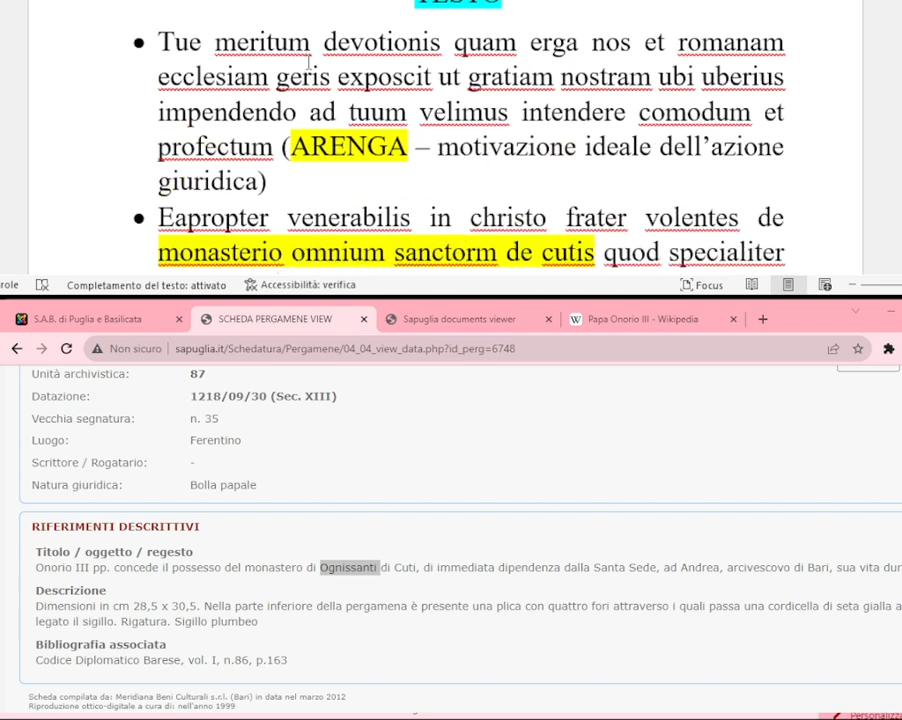 TESTO
• Tue meritum devotionis quam erga nos et romanam
ecclesiam geris exposcit ut gratiam nostram ubi uberius
impendendo ad tuum velimus intendere comodum et
profectum (ARENGA – motivazione ideale dell’azione
giuridica)
• Eapropter venerabilis in christo frater volentes de
monasterio omnium sanctorm de cutis quod specialiter
role Completamento del testo: attivato Accessibilità: verifica Focus
S.A.B. di Puglia e Basilicata SCHEDA PERGAMENE VIEW Sapuglia documents viewer Papa Onorio III - Wikipedia
Non sicuro sapuglia.it/Schedatura/Pergamene/04_04_view_data.php?id_perg=6748
Unità archivistica: 87
Datazione: 1218/09/30 (Sec. XIII)
Vecchia segnatura: n. 35
Luogo: Ferentino
Scrittore / Rogatario: -
Natura giuridica: Bolla papale
RIFERIMENTI DESCRITTIVI
Titolo / oggetto / regesto
Onorio III pp. concede il possesso del monastero di Ognissanti di Cuti, di immediata dipendenza dalla Santa Sede, ad Andrea, arcivescovo di Bari, sua vita dur
Descrizione
Dimensioni in cm 28,5 x 30,5. Nella parte inferiore della pergamena è presente una plica con quattro fori attraverso i quali passa una cordicella di seta gialla a
legato il sigillo. Rigatura. Sigillo plumbeo
Bibliografia associata
Codice Diplomatico Barese, vol. I, n.86, p.163
Scheda compilata da: Meridiana Beni Culturali s.r.l. (Bari) in data nel marzo 2012
Riproduzione ottico-digitale a cura di: nell'anno 1999
Personalizza